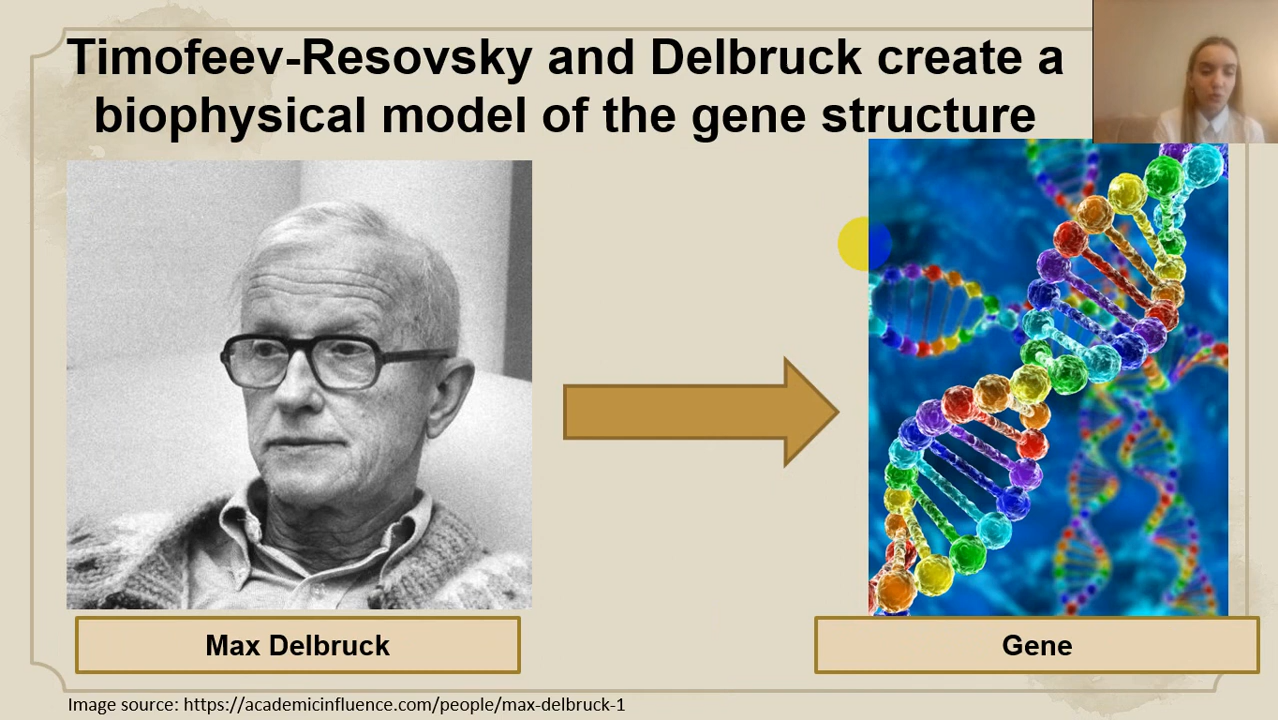 Timofeev-Resovsky and Delbruck create a
biophysical model of the gene structure
Max Delbruck
Gene
Image source: https://academicinfluence.com/people/max-delbruck-1